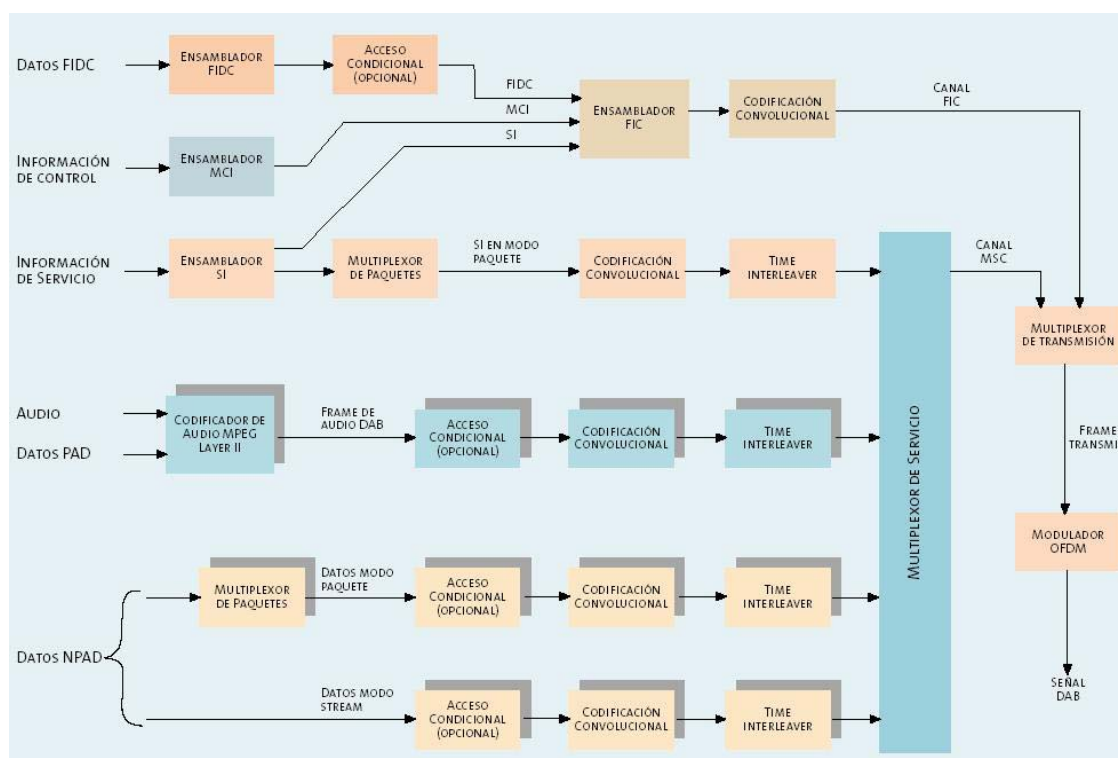 Datos FIDC
Ensamblador
FIDC
Acceso
Condicional
(opcional)
FIDC
MCI
SI
Ensamblador
FIC
Codificación
Convolucional
Canal
FIC
Información
de control
Ensamblador
MCI
Información
de Servicio
Ensamblador
SI
Multiplexor
de Paquetes
SI en modo
paquete
Codificación
Convolucional
Time
Interleaver
Canal
MSC
Multiplexor
de transmisión
Audio
Datos PAD
Codificador de
Audio MPEG
Layer II
Frame de
audio DAB
Acceso
Condicional
(opcional)
Codificación
Convolucional
Time
Interleaver
Multiplexor de Servicio
Frame
transmi
Modulador
OFDM
Señal
DAB
Datos NPAD
Multiplexor
de Paquetes
Datos modo
paquete
Acceso
Condicional
(opcional)
Codificación
Convolucional
Time
Interleaver
Datos modo
stream
Acceso
Condicional
(opcional)
Codificación
Convolucional
Time
Interleaver